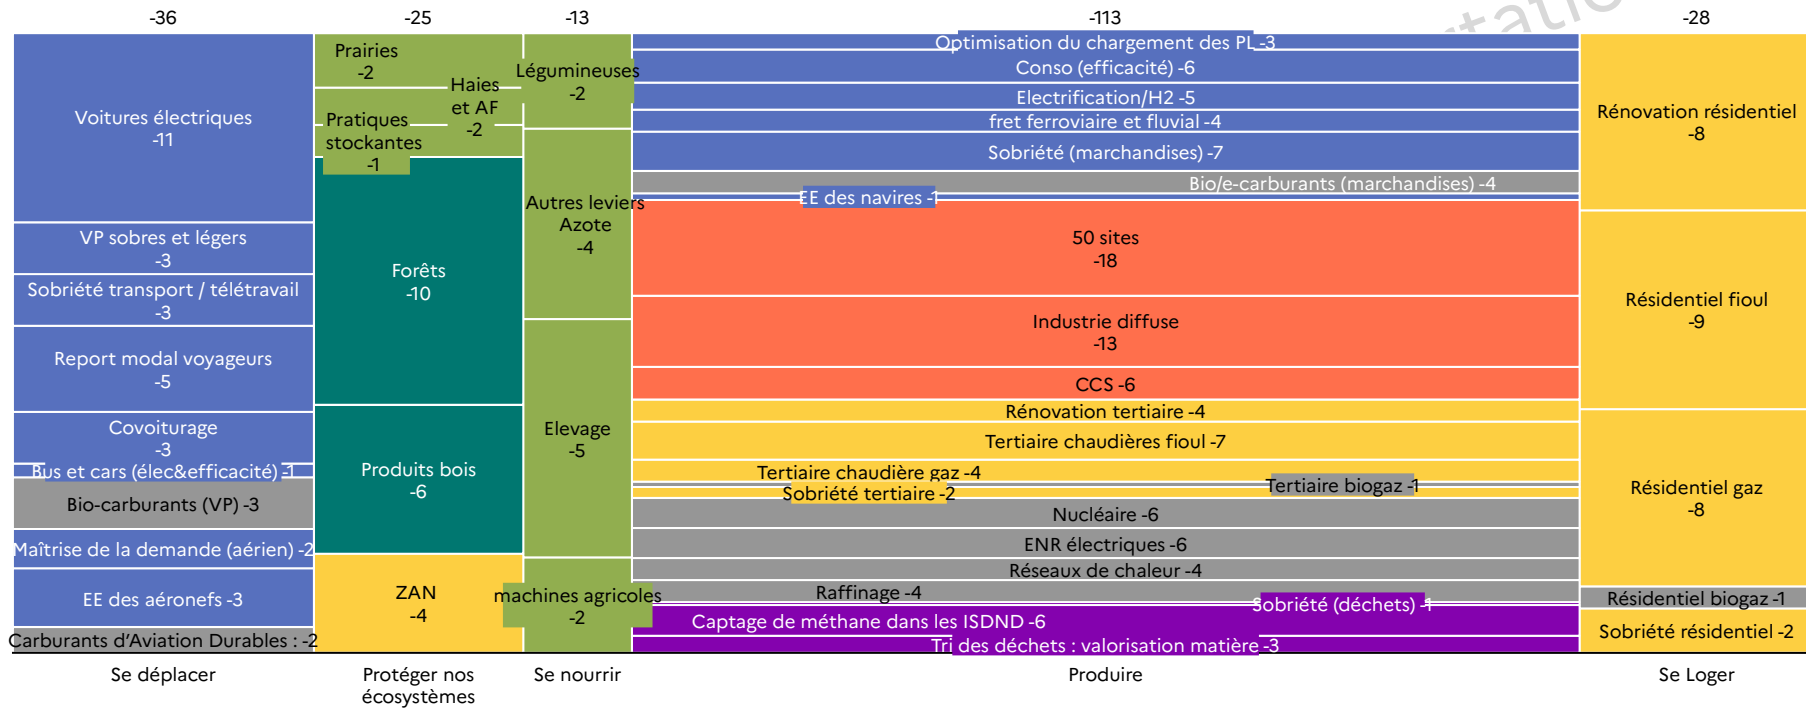 -36
-25
-13
-113
-28
Voitures électriques
-11
VP sobres et légers
-3
Sobriété transport / télétravail
-3
Report modal voyageurs
-5
Covoiturage
-3
Bus et cars (élec&efficacité) -1
Bio-carburants (VP) -3
Maîtrise de la demande (aérien) -2
EE des aéronefs -3
Carburants d'Aviation Durables : -2
Prairies
-2
Haies
et AF
-2
Pratiques
stockantes
-1
Forêts
-10
Produits bois
-6
ZAN
-4
Légumineuses
-2
Autres leviers
Azote
-4
Elevage
-5
machines agricoles
-2
Optimisation du chargement des PL -3
Conso (efficacité) -6
Electrification/H2 -5
fret ferroviaire et fluvial -4
Sobriété (marchandises) -7
Bio/e-carburants (marchandises) -4
EE des navires -1
50 sites
-18
Industrie diffuse
-13
CCS -6
Rénovation tertiaire -4
Tertiaire chaudières fioul -7
Tertiaire chaudière gaz -4
Tertiaire biogaz -1
Sobriété tertiaire -2
Nucléaire -6
ENR électriques -6
Réseaux de chaleur -4
Raffinage -4
Sobriété (déchets) -1
Captage de méthane dans les ISDND -6
Tri des déchets : valorisation matière -3
Rénovation résidentiel
-8
Résidentiel fioul
-9
Résidentiel gaz
-8
Résidentiel biogaz -1
Sobriété résidentiel -2
Se déplacer
Protéger nos
écosystèmes
Se nourrir
Produire
Se Loger